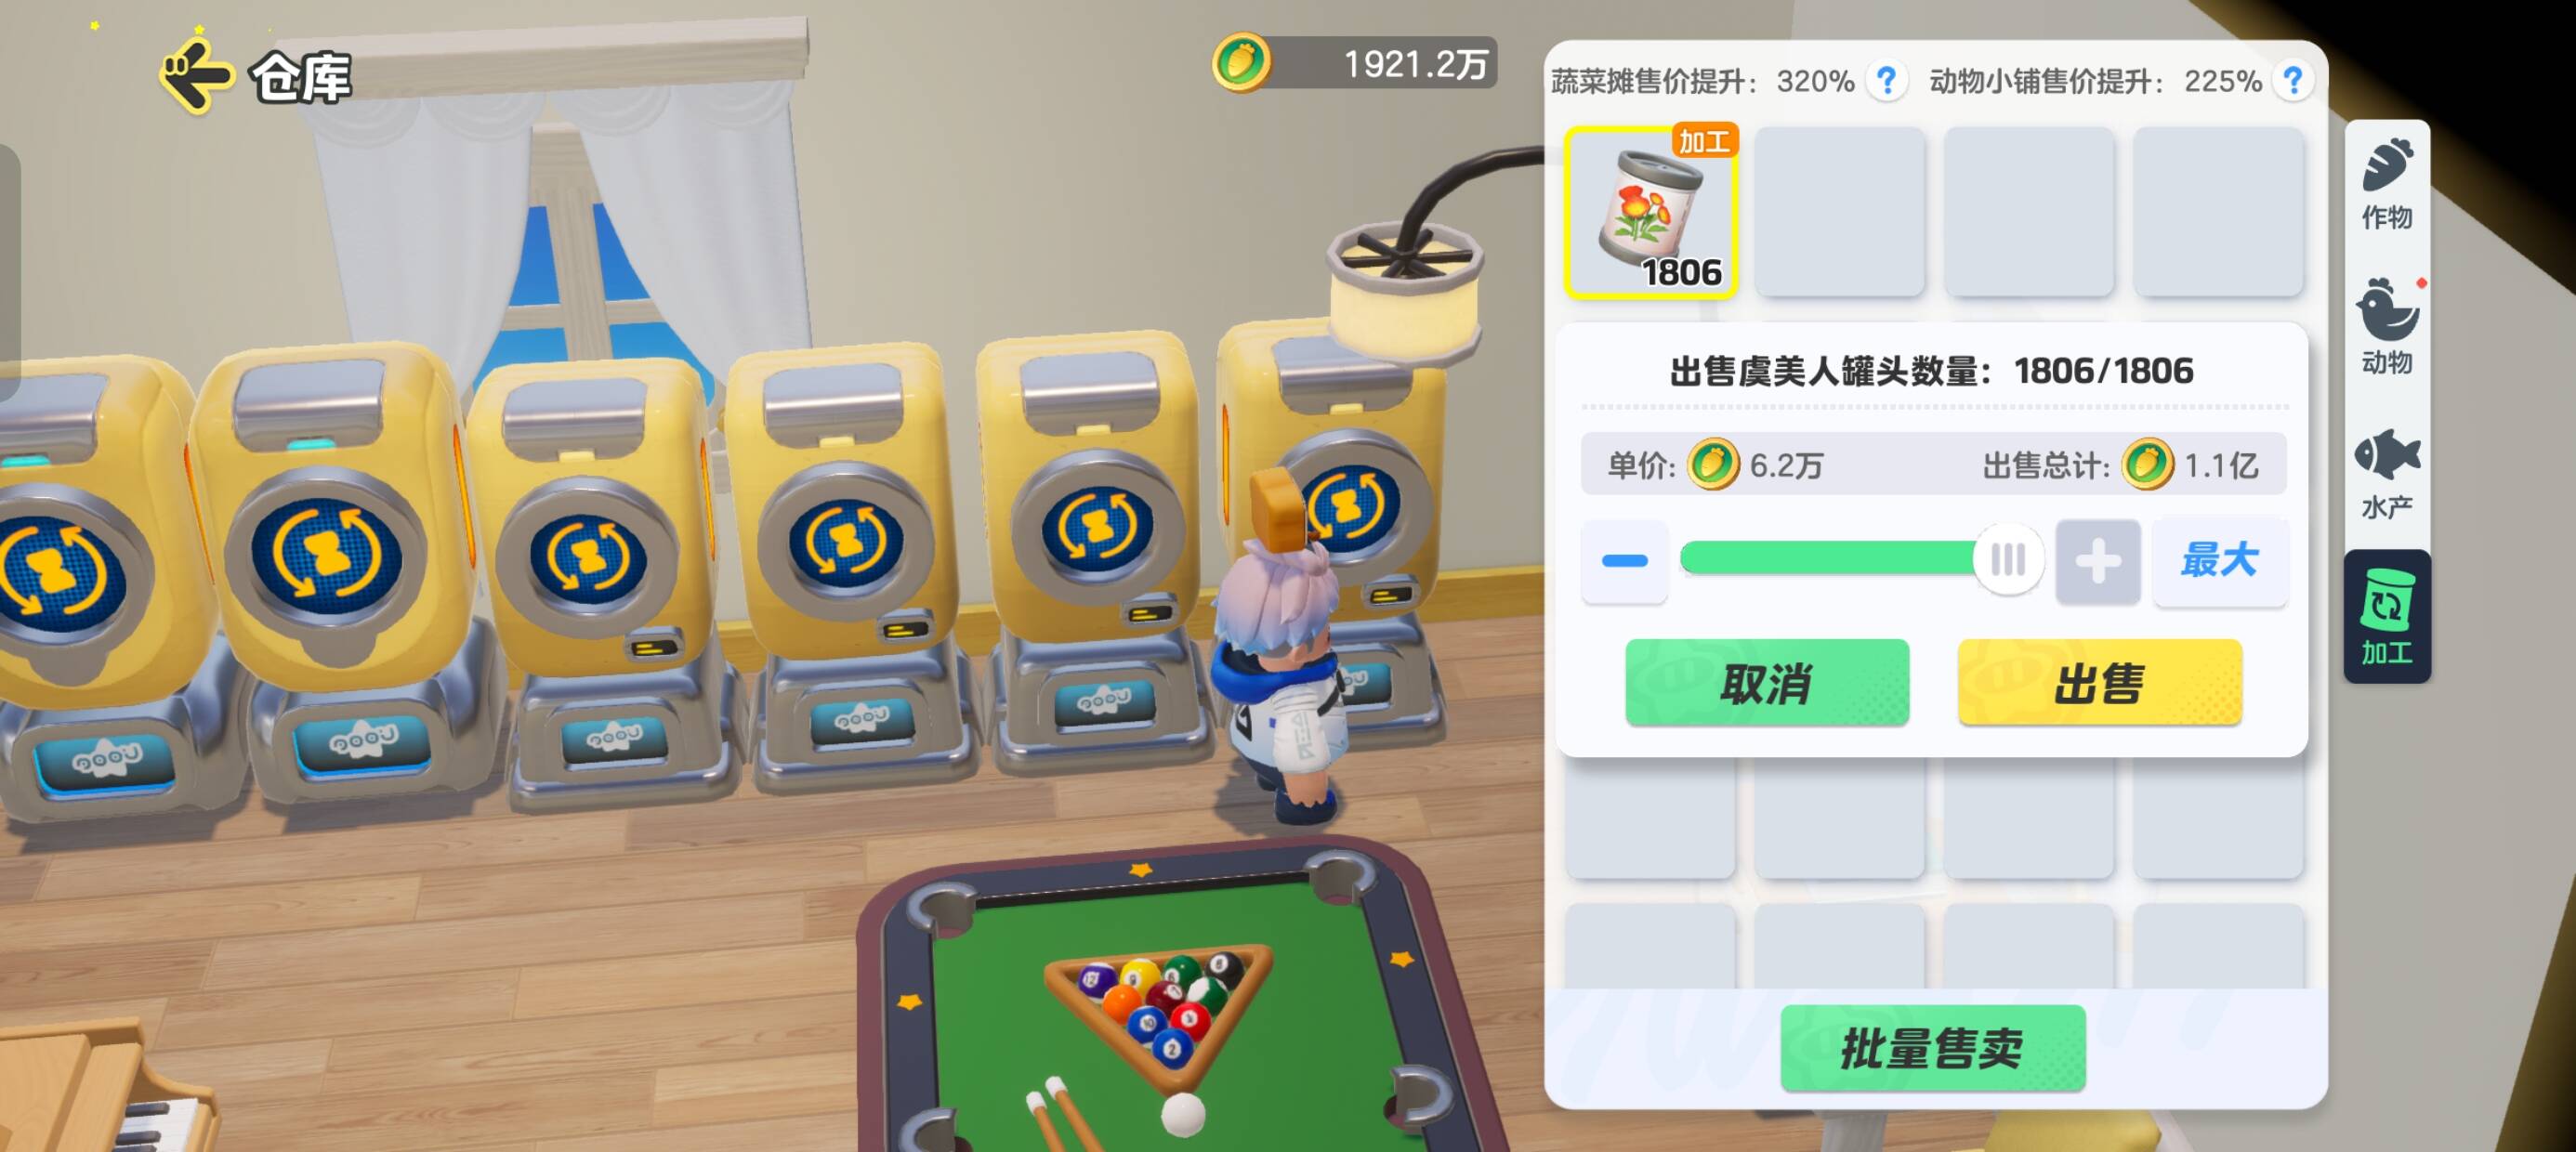 仓库
1921.2万
蔬菜摊售价提升：320% ? 动物小铺售价提升：225% ?
加工
1806
作物
动物
水产
加工
出售虞美人罐头数量：1806/1806
单价: 6.2万 出售总计: 1.1亿
最大
取消 出售
批量售卖